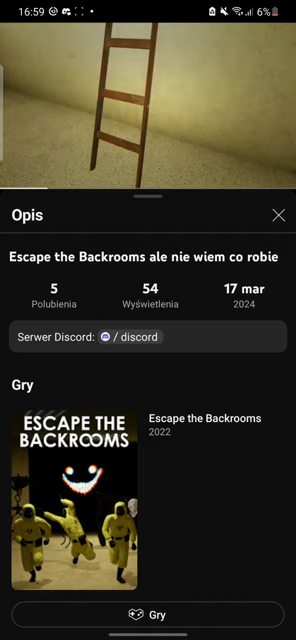 16:59
6%
Opis
Escape the Backrooms ale nie wiem co robie
5
54
17 mar
Polubienia
Wyświetlenia
2024
Serwer Discord: / discord
Gry
ESCAPE THE
BACKROOMS
Escape the Backrooms
2022
Gry